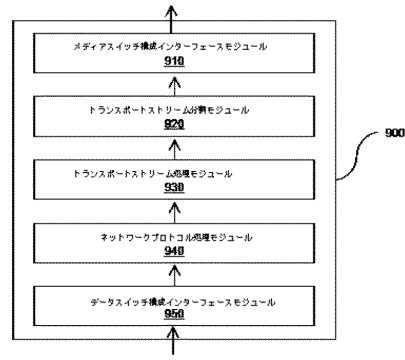 メディアスイッチ構成インターフェースモジュール
910
トランスポートストリーム分割モジュール
920
トランスポートストリーム処理モジュール
930
ネットワークプロトコル処理モジュール
940
データスイッチ構成インターフェースモジュール
950
900